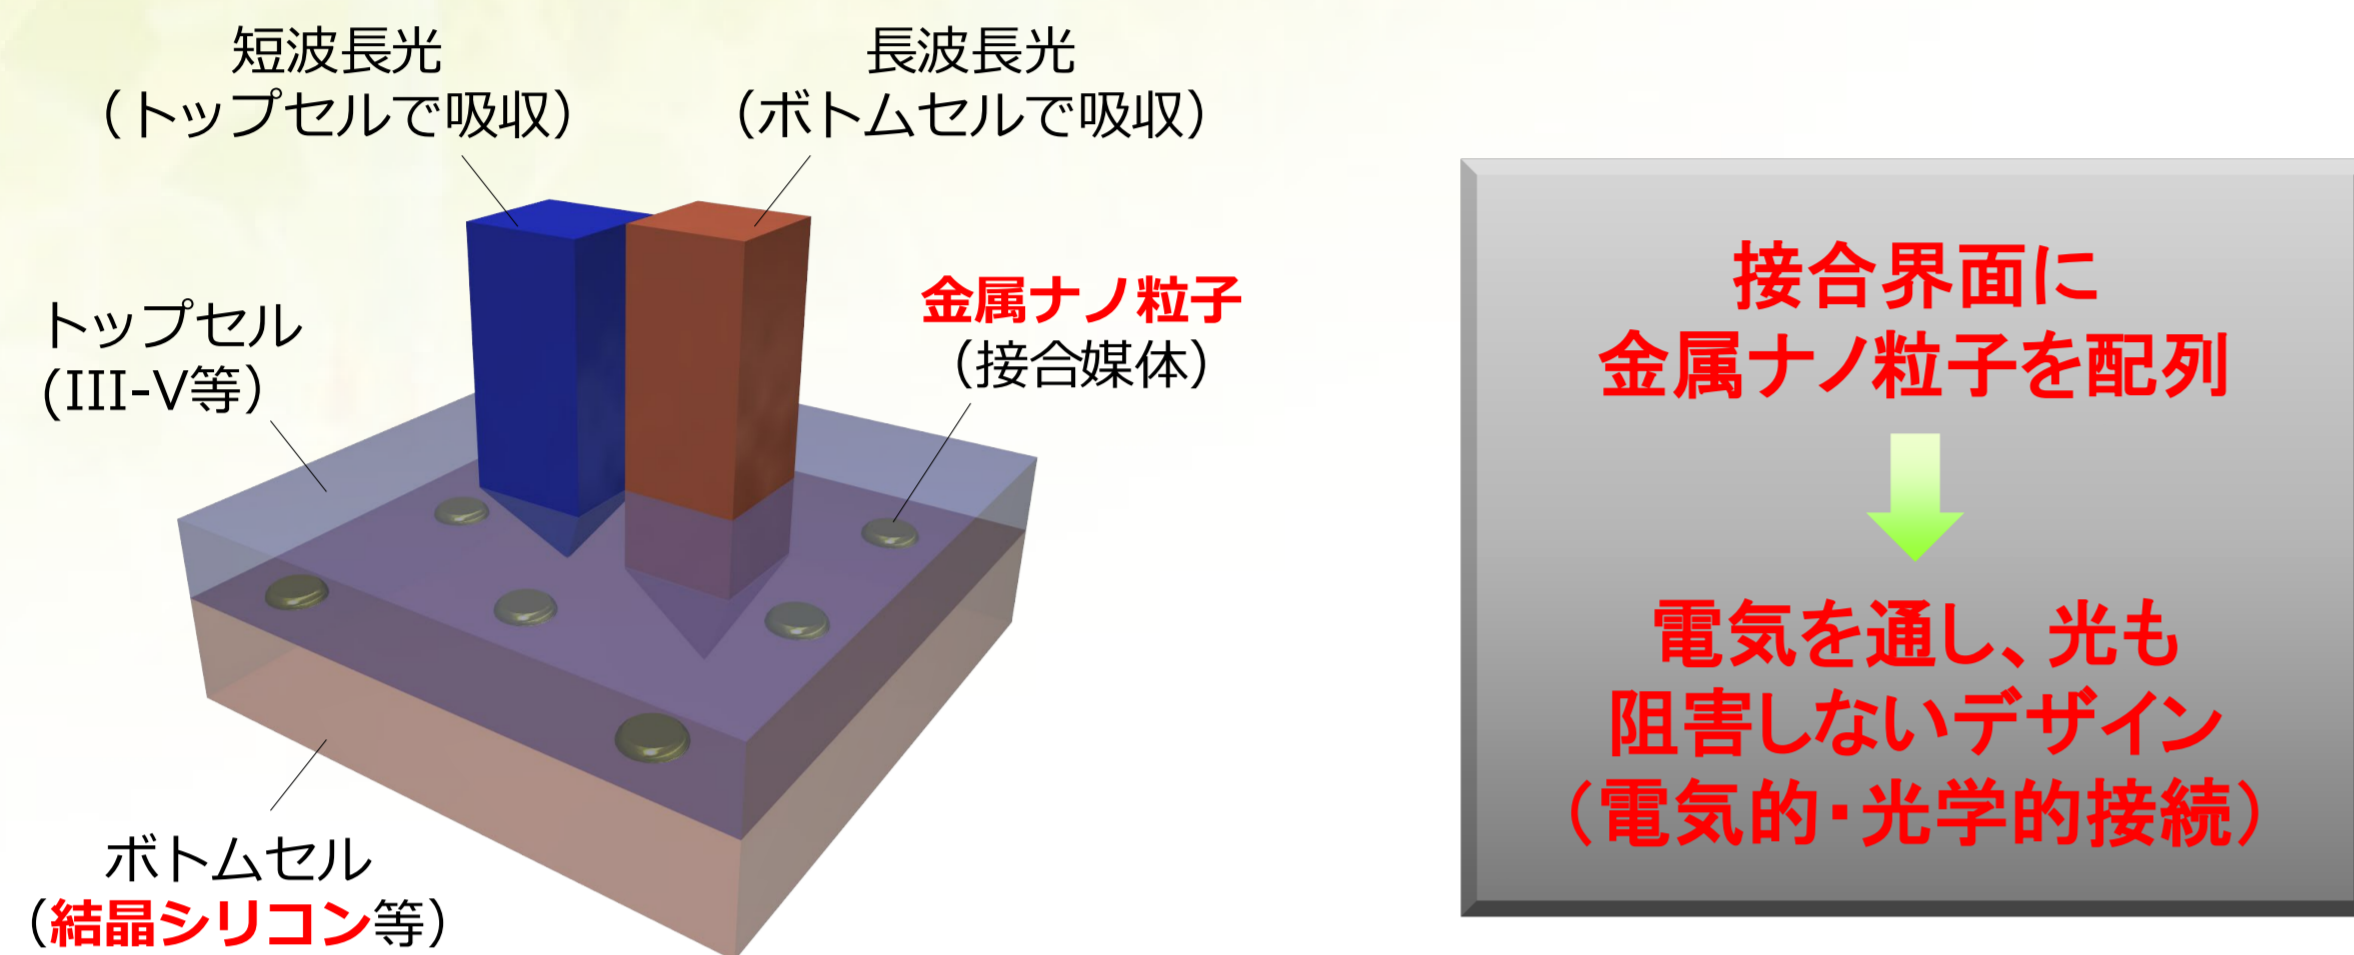 短波長光
（トップセルで吸収）
長波長光
（ボトムセルで吸収）
金属ナノ粒子
（接合媒体）
トップセル
(III-V等）
ボトムセル
（結晶シリコン等）
接合界面に
金属ナノ粒子を配列
電気を通し、光も
阻害しないデザイン
（電気的・光学的接続）